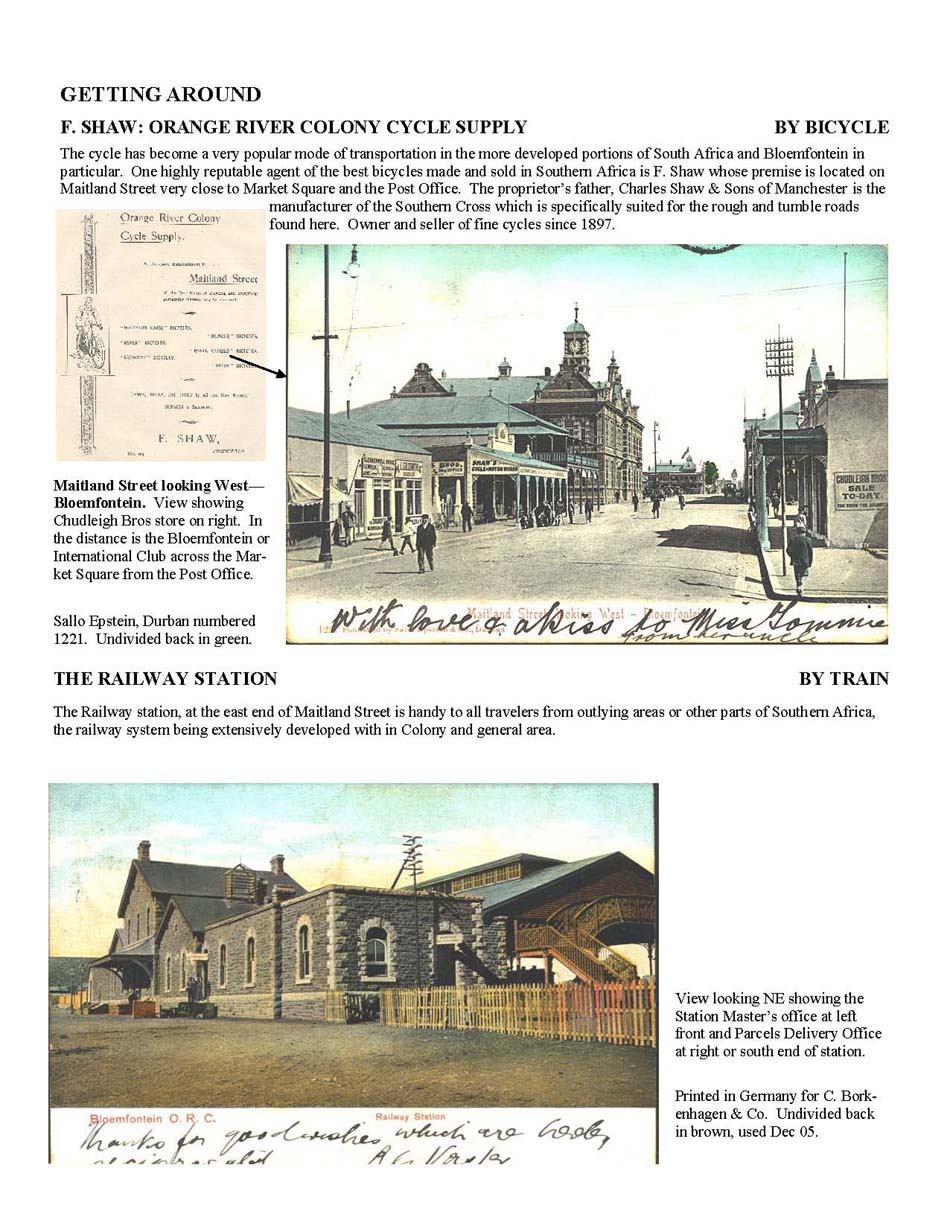 GETTING AROUND
F. SHAW: ORANGE RIVER COLONY CYCLE SUPPLY BY BICYCLE
The cycle has become a very popular mode of transportation in the more developed portions of South Africa and Bloemfontein in
particular. One highly reputable agent of the best bicycles made and sold in Southern Africa is F. Shaw whose premise is located on
Maitland Street very close to Market Square and the Post Office. The proprietor's father, Charles Shaw & Sons of Manchester is the
manufacturer of the Southern Cross which is specifically suited for the rough and tumble roads
found here. Owner and seller of fine cycles since 1897.
Orange River Colony
Cycle Supply.
Maitland Street
F. SHAW,
BROS
SHAW'S
CHUDLEIGH BROS
SALE
TO-DAY
Maitland Street looking West - Bloemfontein
With love & a kiss to Miss Tommie
from her uncle
Maitland Street looking West—
Bloemfontein. View showing
Chudleigh Bros store on right. In
the distance is the Bloemfontein or
International Club across the Mar-
ket Square from the Post Office.
Sallo Epstein, Durban numbered
1221. Undivided back in green.
THE RAILWAY STATION BY TRAIN
The Railway station, at the east end of Maitland Street is handy to all travelers from outlying areas or other parts of Southern Africa,
the railway system being extensively developed with in Colony and general area.
Bloemfontein O. R. C. Railway Station
Thanks for good wishes which are
View looking NE showing the
Station Master's office at left
front and Parcels Delivery Office
at right or south end of station.
Printed in Germany for C. Bork-
enhagen & Co. Undivided back
in brown, used Dec 05.